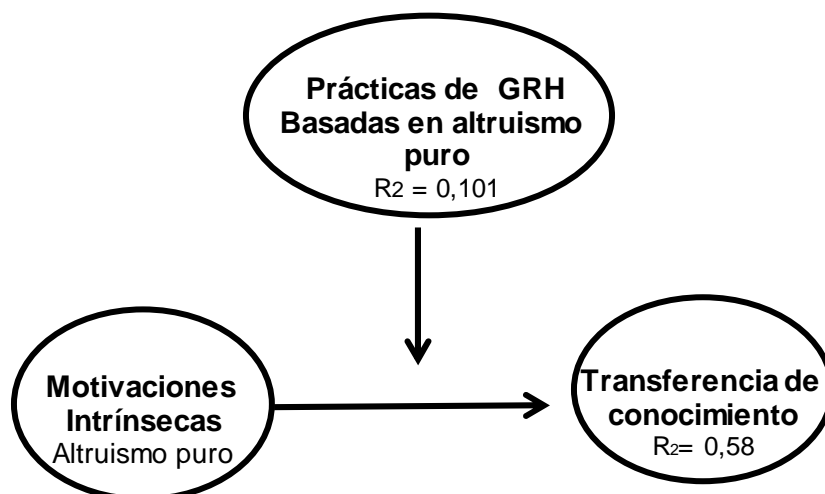 Prácticas de GRH
Basadas en altruismo
puro
R2 = 0,101
Motivaciones
Intrínsecas
Altruismo puro
Transferencia de
conocimiento
R2= 0,58